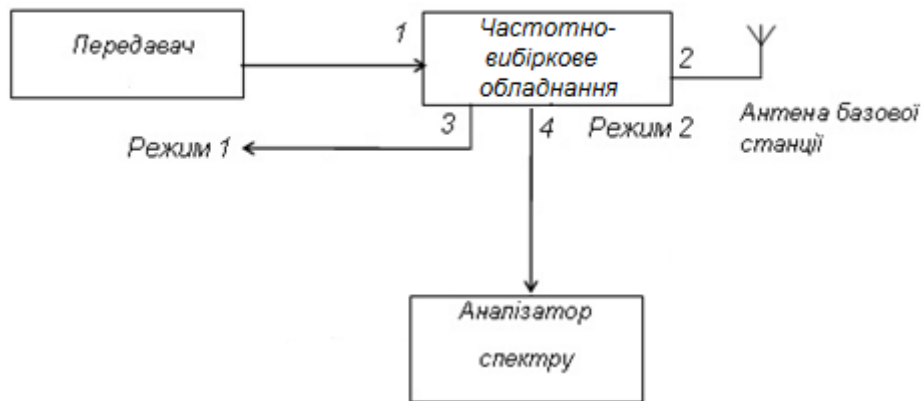 Передавач
1
Частотно-
вибіркове
обладнання
2
Антена базової
станції
3
4
Режим 2
Режим 1
Аналізатор
спектру